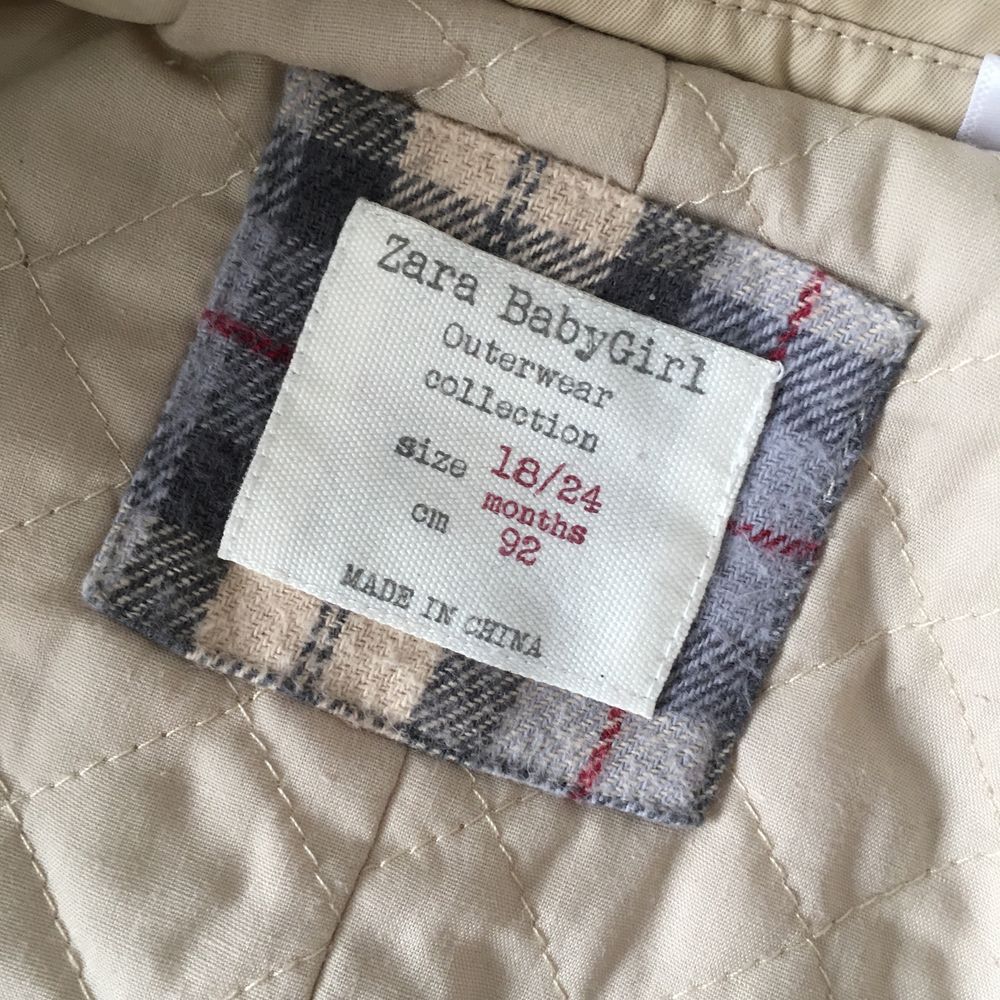 Zara BabyGirl
Outerwear
collection
size 18/24
months
cm 92
MADE IN CHINA